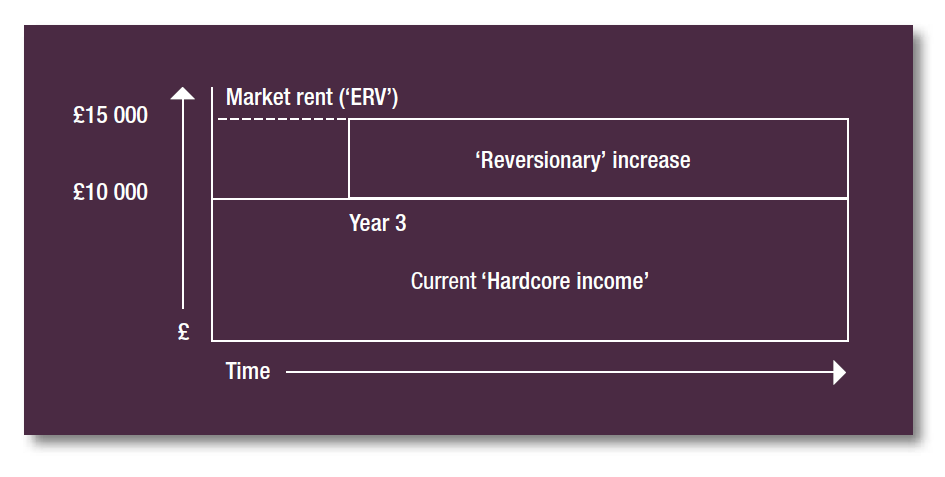 Market rent (‘ERV’)
£15 000
‘Reversionary’ increase
£10 000
Year 3
Current ‘Hardcore income’
£
Time